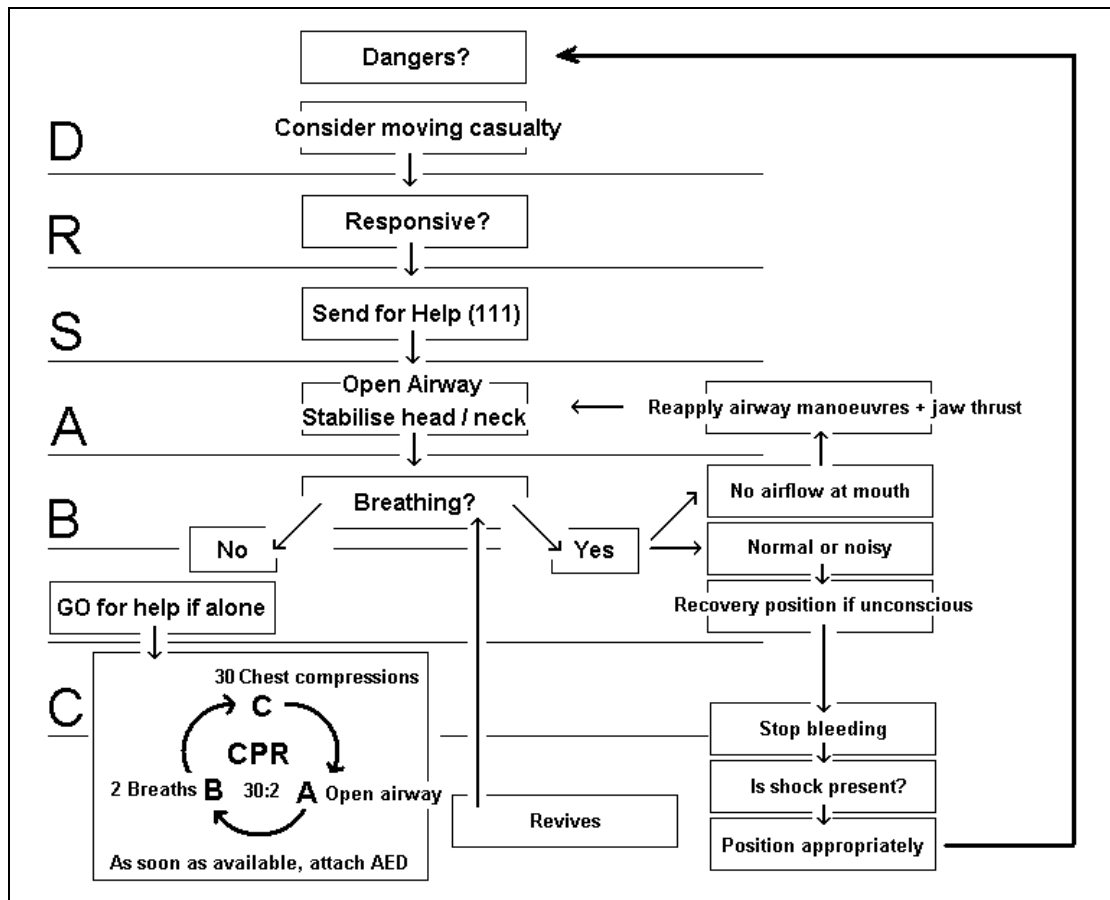 Dangers?
D
Consider moving casualty
R
Responsive?
S
Send for Help (111)
A
Open Airway
Stabilise head / neck
Reapply airway manoeuvres + jaw thrust
B
Breathing?
No airflow at mouth
No
Yes
Normal or noisy
GO for help if alone
Recovery position if unconscious
C
30 Chest compressions
C
CPR
2 Breaths B 30:2 A Open airway
As soon as available, attach AED
Revives
Stop bleeding
Is shock present?
Position appropriately